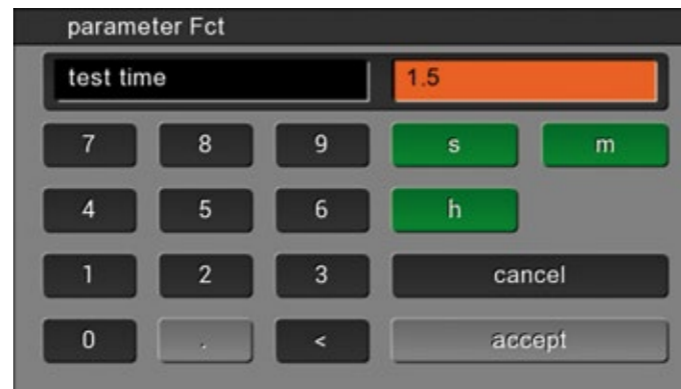 parameter Fct
test time 1.5
7 8 9 s m
4 5 6 h
1 2 3 cancel
0 . < accept